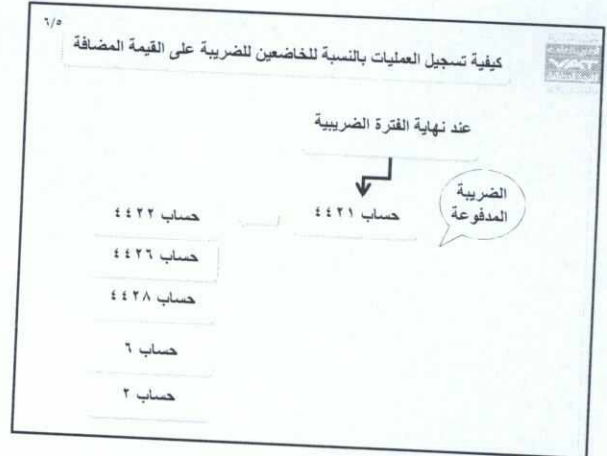 ٦/٥
كيفية تسجيل العمليات بالنسبة للخاضعين للضريبة على القيمة المضافة
VAT
عند نهاية الفترة الضريبية
الضريبة
المدفوعة
حساب ٤٤٢١
حساب ٤٤٢٢
حساب ٤٤٢٦
حساب ٤٤٢٨
حساب ٦
حساب ٢